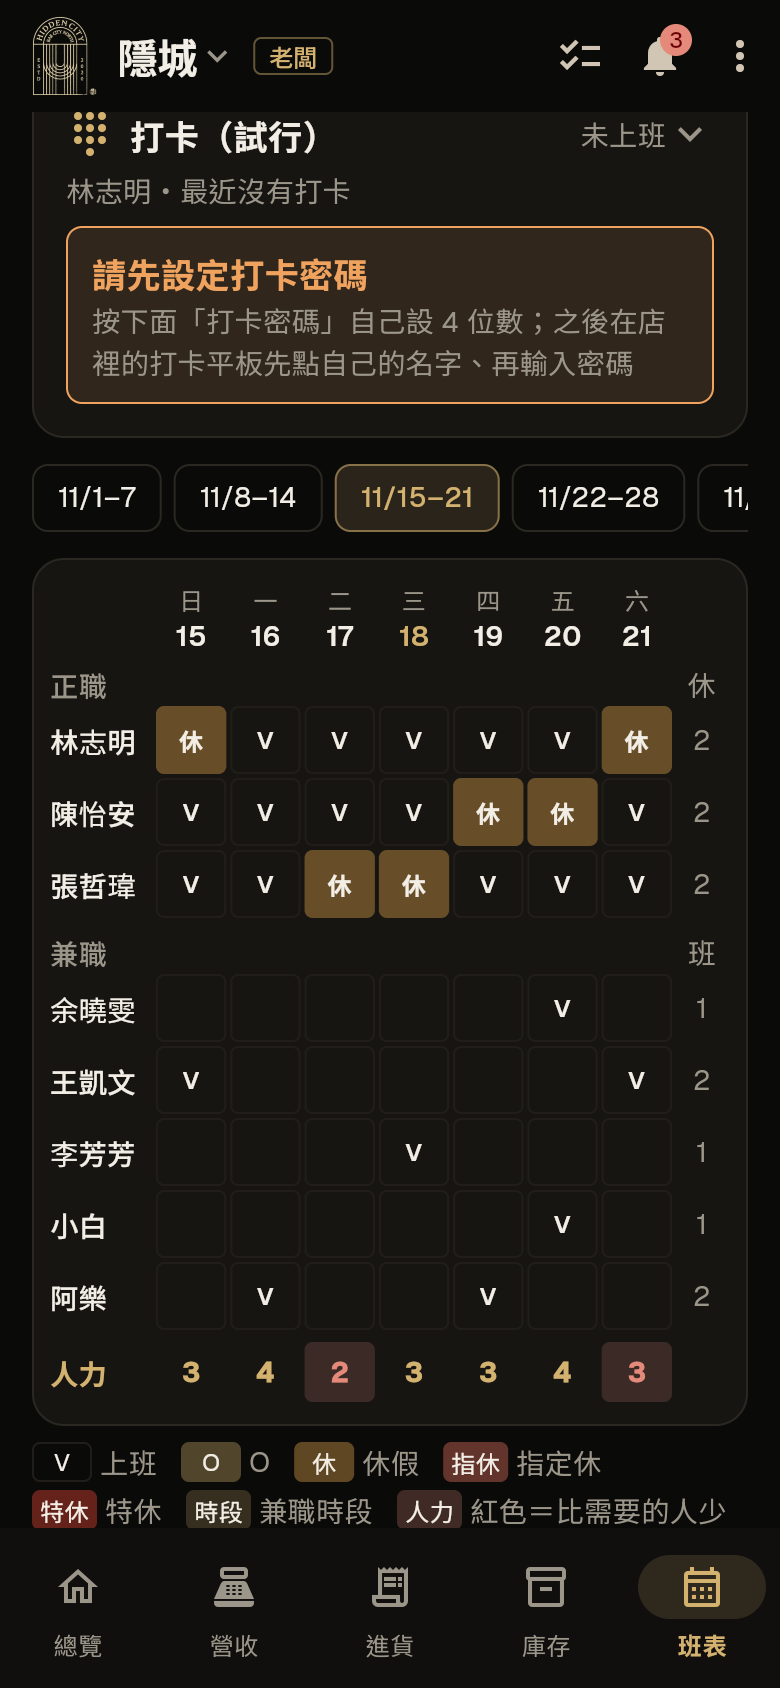 HIDDENCITY
隱城 老闆 3
打卡（試行） 未上班
林志明・最近沒有打卡
請先設定打卡密碼
按下面「打卡密碼」自己設 4 位數；之後在店
裡的打卡平板先點自己的名字、再輸入密碼
11/1–7 11/8–14 11/15–21 11/22–28 11/
日 一 二 三 四 五 六
15 16 17 18 19 20 21
正職 休
林志明 休 V V V V V 休 2
陳怡安 V V V V 休 休 V 2
張哲瑋 V V 休 休 V V V 2
兼職 班
余曉雯 V 1
王凱文 V V 2
李芳芳 V 1
小白 V 1
阿樂 V V 2
人力 3 4 2 3 3 4 3
V 上班 O O 休 休假 指休 指定休
特休 特休 時段 兼職時段 人力 紅色＝比需要的人少
總覽 營收 進貨 庫存 班表